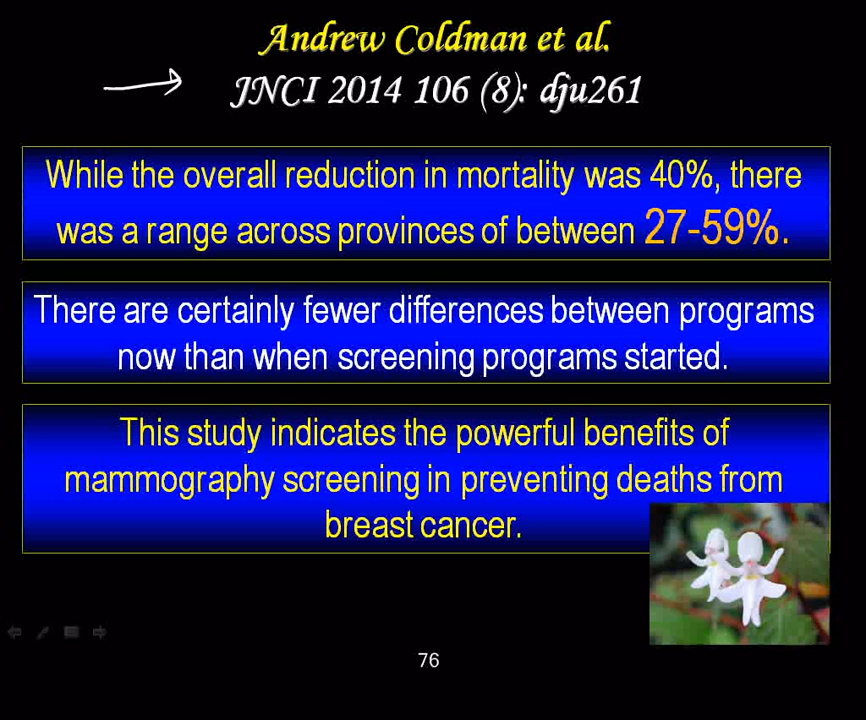 Andrew Coldman et al.
JNCI 2014 106 (8): dju261
While the overall reduction in mortality was 40%, there
was a range across provinces of between 27-59%.
There are certainly fewer differences between programs
now than when screening programs started.
This study indicates the powerful benefits of
mammography screening in preventing deaths from
breast cancer.
76